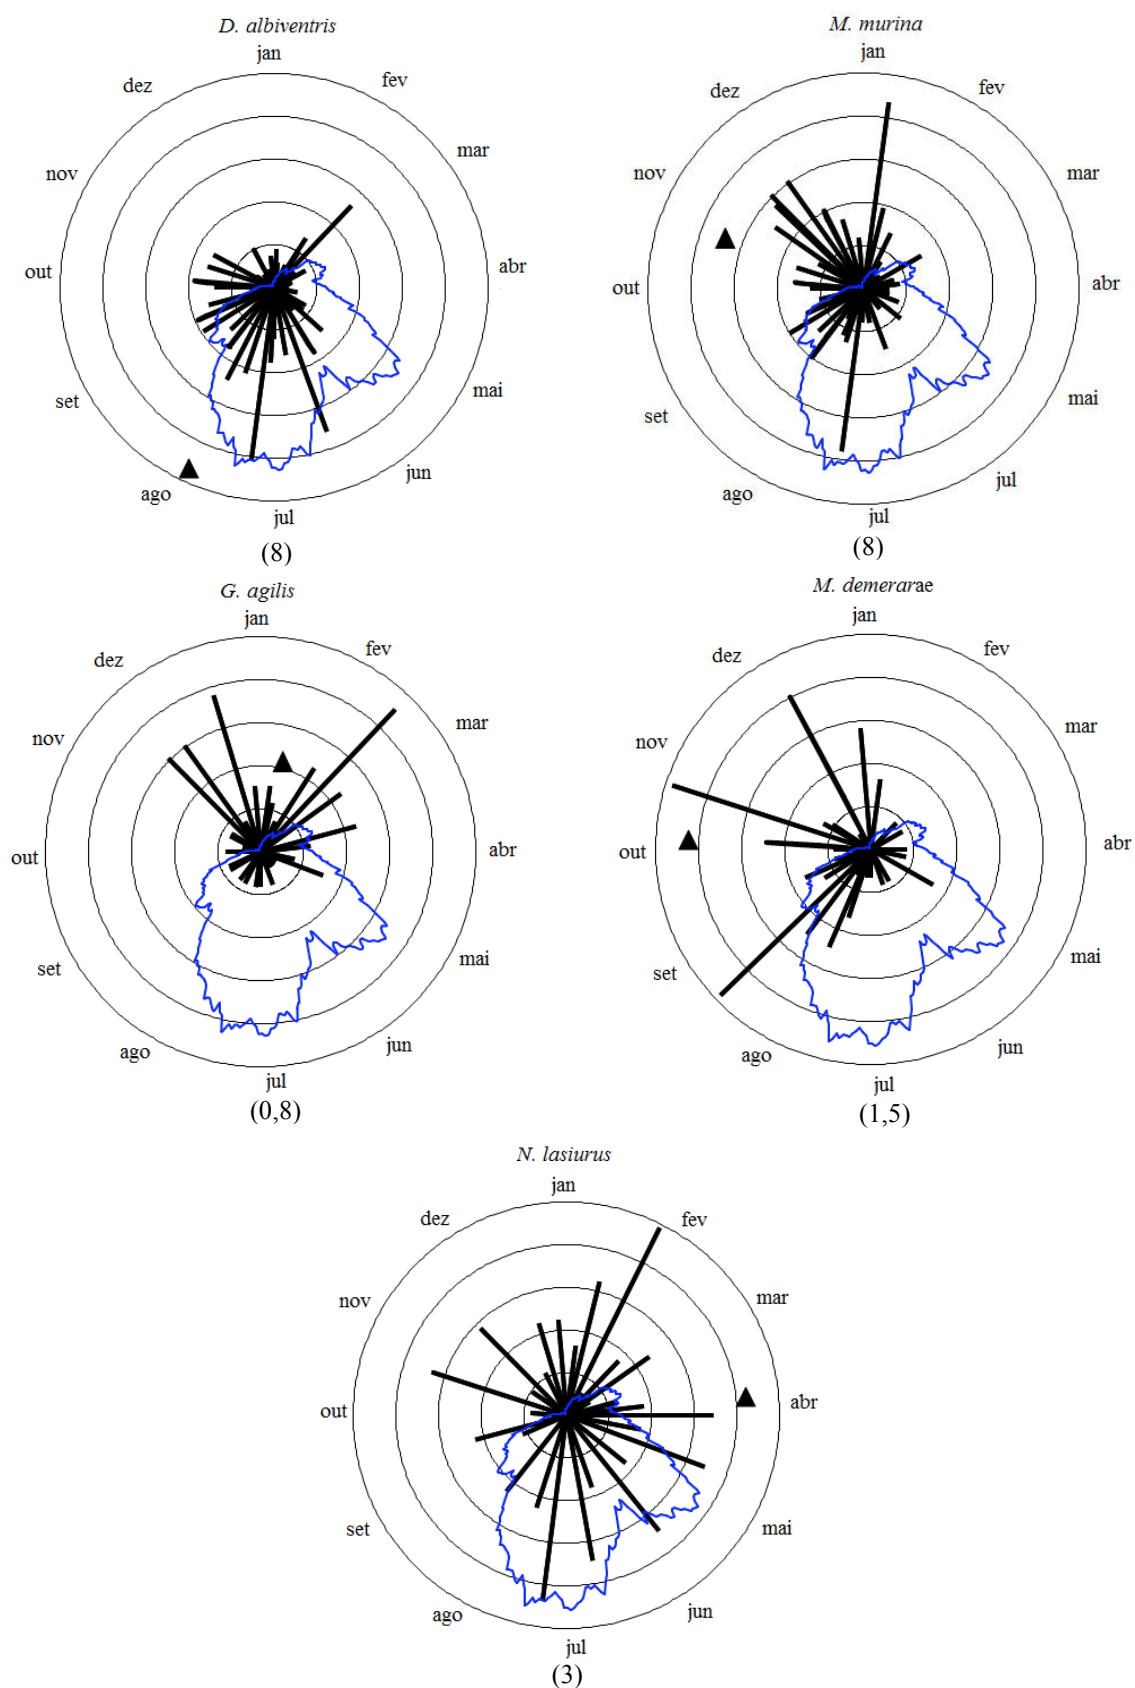 D. albiventris
jan
fev
mar
abr
mai
jun
jul
ago
set
out
nov
dez
(8)
M. murina
jan
fev
mar
abr
mai
jul
jul
ago
set
out
nov
dez
(8)
G. agilis
jan
fev
mar
abr
mai
jun
jul
ago
set
out
nov
dez
(0,8)
M. demerarae
jan
fev
mar
abr
mai
jun
jul
ago
set
out
nov
dez
(1,5)
N. lasiurus
jan
fev
mar
abr
mai
jun
jul
ago
set
out
nov
dez
(3)